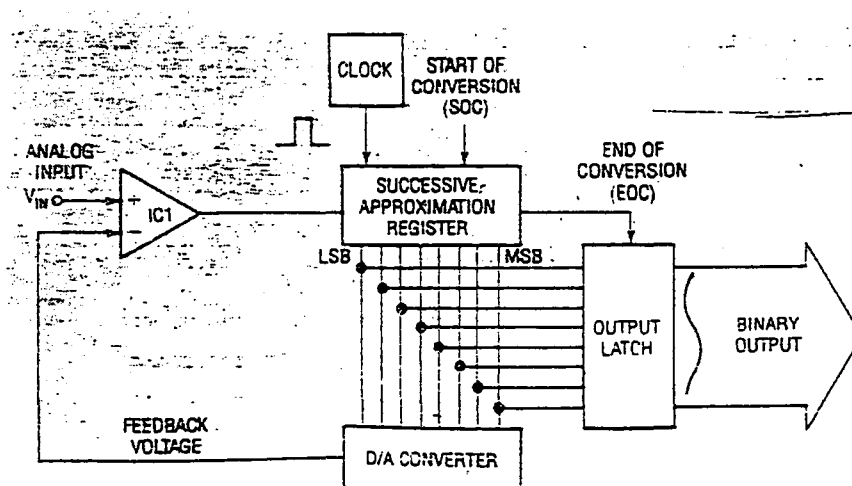 CLOCK
START OF
CONVERSION
(SOC)
ANALOG
INPUT
VIN
+
−
IC1
SUCCESSIVE-
APPROXIMATION
REGISTER
END OF
CONVERSION
(EOC)
LSB
MSB
OUTPUT
LATCH
BINARY
OUTPUT
FEEDBACK
VOLTAGE
D/A CONVERTER